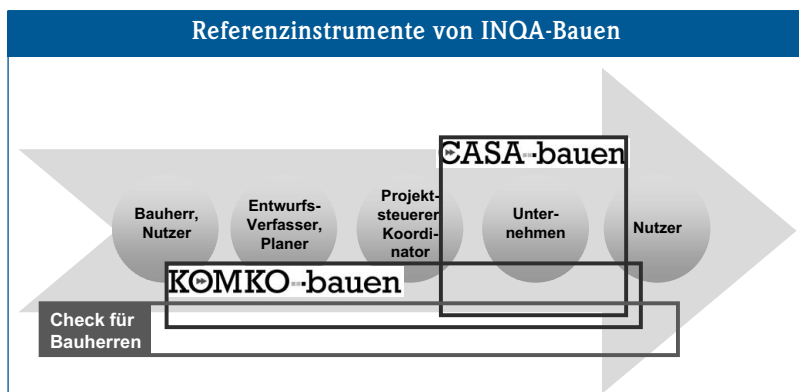 Referenzinstrumente von INQA-Bauen
CASA-bauen
Bauherr,
Nutzer
Entwurfs-
Verfasser,
Planer
Projekt-
steuerer
Koordi-
nator
Unter-
nehmen
Nutzer
KOMKO-bauen
Check für
Bauherren